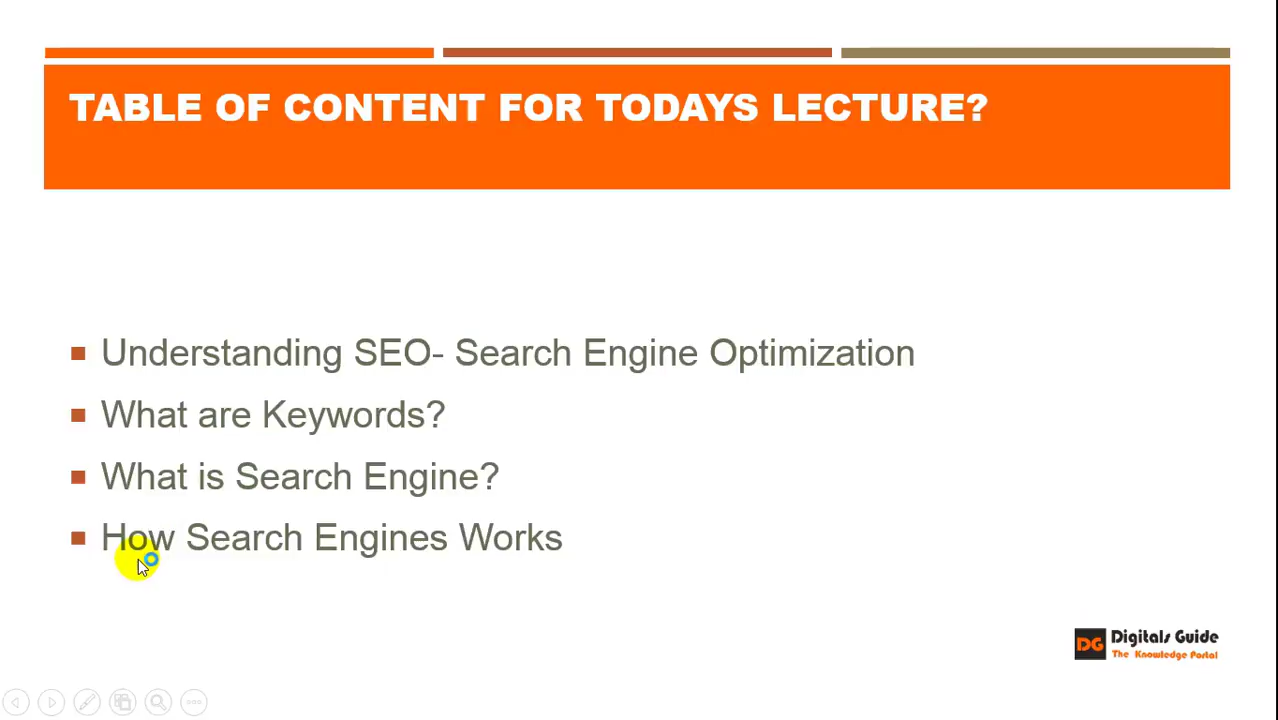 TABLE OF CONTENT FOR TODAYS LECTURE?
Understanding SEO- Search Engine Optimization
What are Keywords?
What is Search Engine?
How Search Engines Works
DG Digitals Guide
The Knowledge Portal